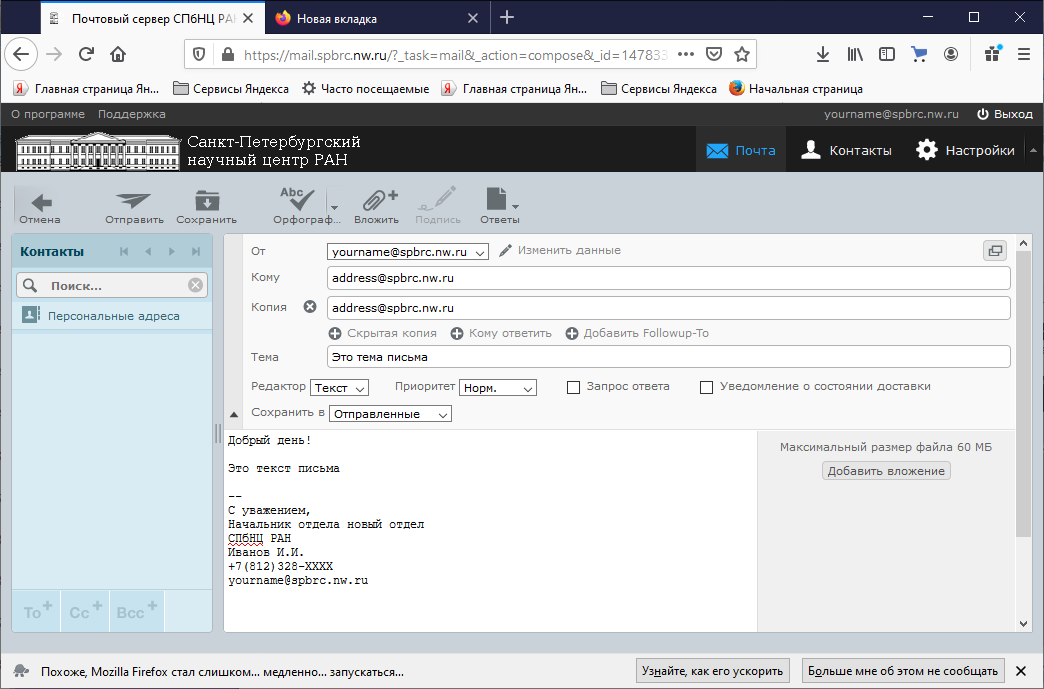 Почтовый сервер СПбНЦ РА
Новая вкладка
https://mail.spbrc.nw.ru/?_task=mail&_action=compose&_id=147833
Главная страница Ян...
Сервисы Яндекса
Часто посещаемые
Главная страница Ян...
Сервисы Яндекса
Начальная страница
О программе Поддержка
yourname@spbrc.nw.ru Выход
Санкт-Петербургский
научный центр РАН
Почта Контакты Настройки
Отмена Отправить Сохранить Abc Орфограф... Вложить Подпись Ответы
Контакты
Поиск...
Персональные адреса
От yourname@spbrc.nw.ru Изменить данные
Кому address@spbrc.nw.ru
Копия address@spbrc.nw.ru
Скрытая копия Кому ответить Добавить Followup-To
Тема Это тема письма
Редактор Текст Приоритет Норм. Запрос ответа Уведомление о состоянии доставки
Сохранить в Отправленные
Добрый день!
Это текст письма
--
С уважением,
Начальник отдела новый отдел
СПбНЦ РАН
Иванов И.И.
+7(812)328-XXXX
yourname@spbrc.nw.ru
Максимальный размер файла 60 МБ
Добавить вложение
To+ Cc+ Bcc+
Похоже, Mozilla Firefox стал слишком... медленно... запускаться...
Узнайте, как его ускорить
Больше мне об этом не сообщать